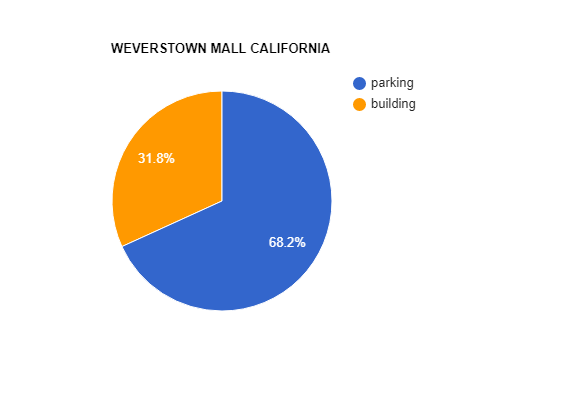 WEVERSTOWN MALL CALIFORNIA
parking
building
31.8%
68.2%